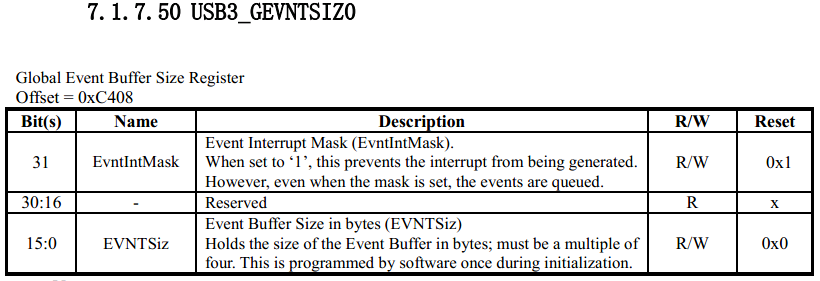 7.1.7.50 USB3_GEVNTSIZ0
Global Event Buffer Size Register
Offset = 0xC408
Bit(s) Name Description R/W Reset
Event Interrupt Mask (EvntIntMask).
31 EvntIntMask When set to ‘1’, this prevents the interrupt from being generated. R/W 0x1
However, even when the mask is set, the events are queued.
30:16 - Reserved R x
Event Buffer Size in bytes (EVNTSiz)
15:0 EVNTSiz Holds the size of the Event Buffer in bytes; must be a multiple of R/W 0x0
four. This is programmed by software once during initialization.